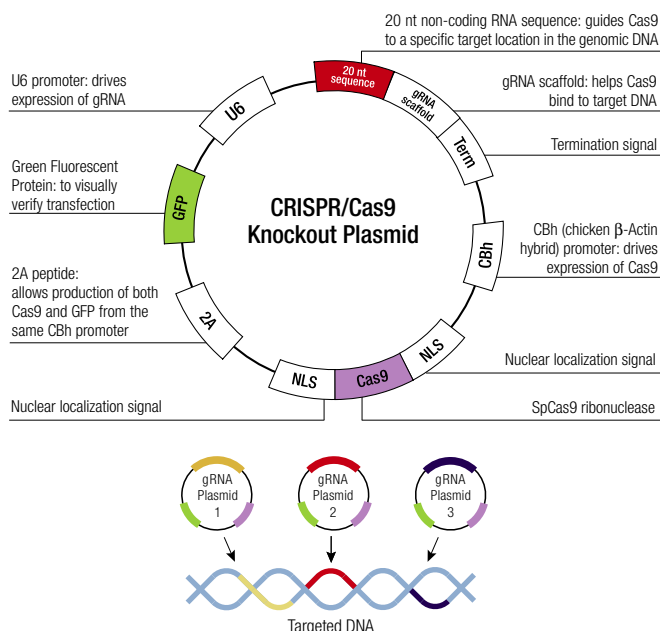 20 nt non-coding RNA sequence: guides Cas9
to a specific target location in the genomic DNA
U6 promoter: drives
expression of gRNA
20 nt
sequence
gRNA
scaffold
Term
U6
gRNA scaffold: helps Cas9
bind to target DNA
Termination signal
Green Fluorescent
Protein: to visually
verify transfection
GFP
CRISPR/Cas9
Knockout Plasmid
CBh
CBh (chicken β-Actin
hybrid) promoter: drives
expression of Cas9
2A peptide:
allows production of both
Cas9 and GFP from the
same CBh promoter
2A
NLS
Cas9
NLS
Nuclear localization signal
Nuclear localization signal
SpCas9 ribonuclease
gRNA
Plasmid
1
gRNA
Plasmid
2
gRNA
Plasmid
3
Targeted DNA